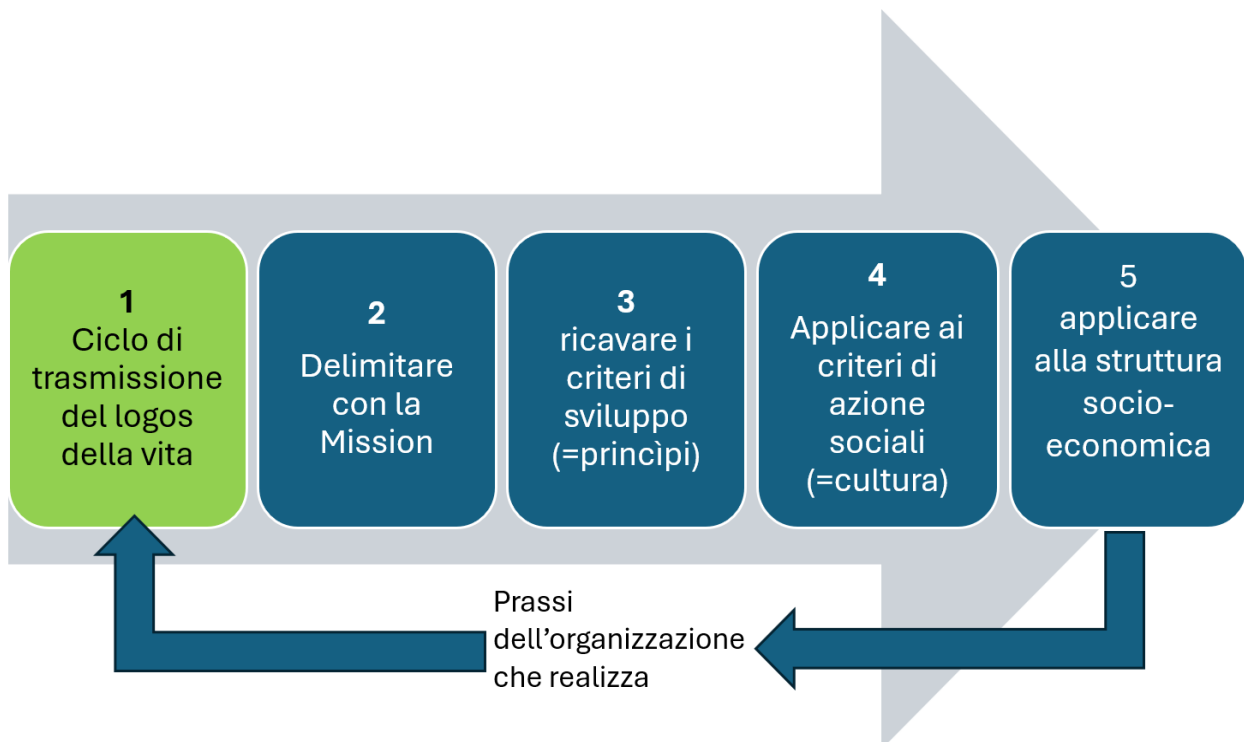 1
Ciclo di
trasmissione
del logos
della vita
2
Delimitare
con la
Mission
3
ricavare i
criteri di
sviluppo
(=princìpi)
4
Applicare ai
criteri di
azione
sociali
(=cultura)
5
applicare
alla struttura
socio-
economica
Prassi
dell’organizzazione
che realizza